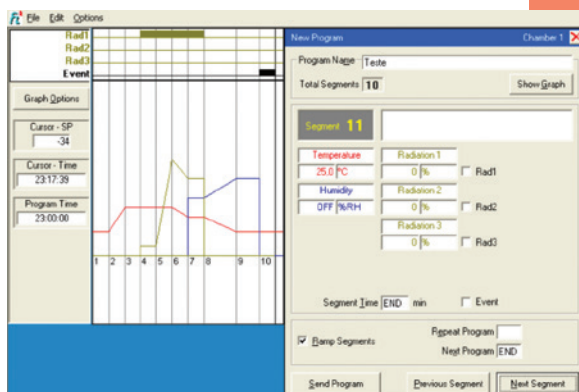 File Edit Options
Rad1
Rad2
Rad3
Event
Graph Options
Cursor - SP
-34
Cursor - Time
23:17:39
Program Time
23:00:00
1 2 3 4 5 6 7 8 9 10
New Program Chamber 1
Program Name Teste
Total Segments 10 Show Graph
Segment 11
Temperature Radiation 1
25,0 °C 0 % Rad1
Humidity Radiation 2
OFF %RH 0 % Rad2
Radiation 3
0 % Rad3
Segment Time END min Event
Ramp Segments
Repeat Program
Next Program END
Send Program Previous Segment Next Segment